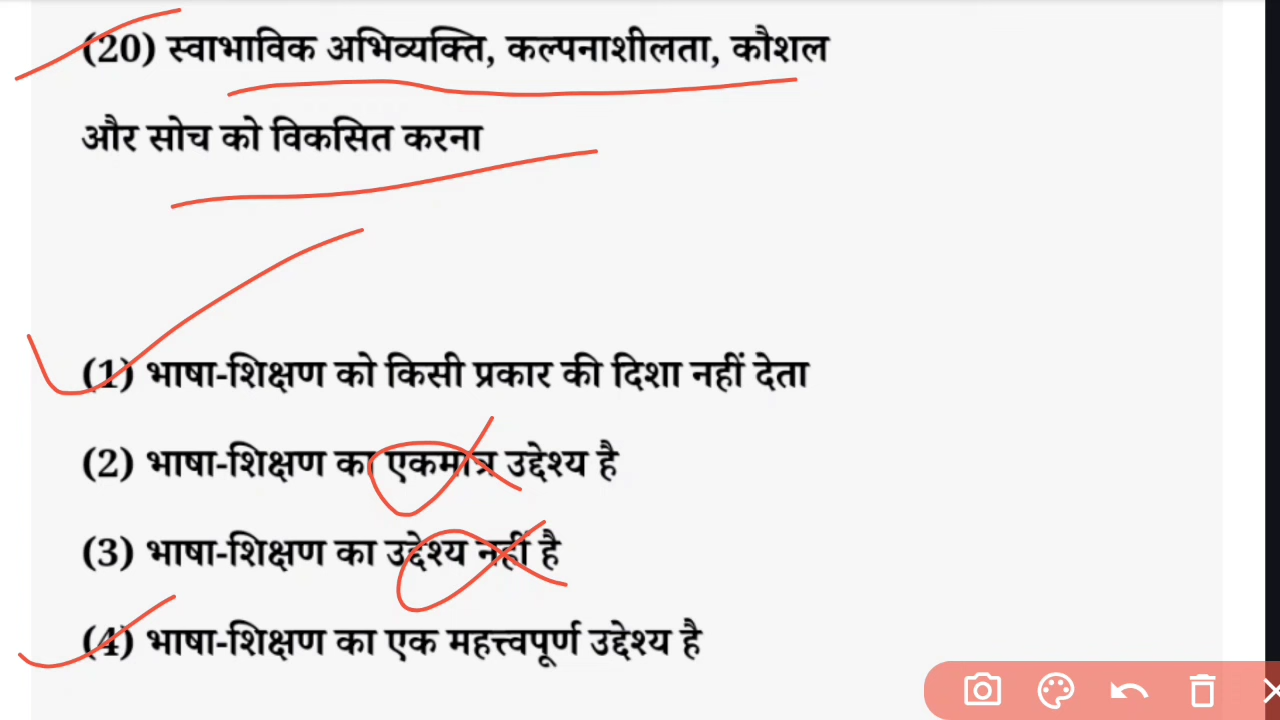 (20) स्वाभाविक अभिव्यक्ति, कल्पनाशीलता, कौशल
और सोच को विकसित करना
(1) भाषा-शिक्षण को किसी प्रकार की दिशा नहीं देता
(2) भाषा-शिक्षण का एकमात्र उद्देश्य है
(3) भाषा-शिक्षण का उद्देश्य नहीं है
(4) भाषा-शिक्षण का एक महत्त्वपूर्ण उद्देश्य है